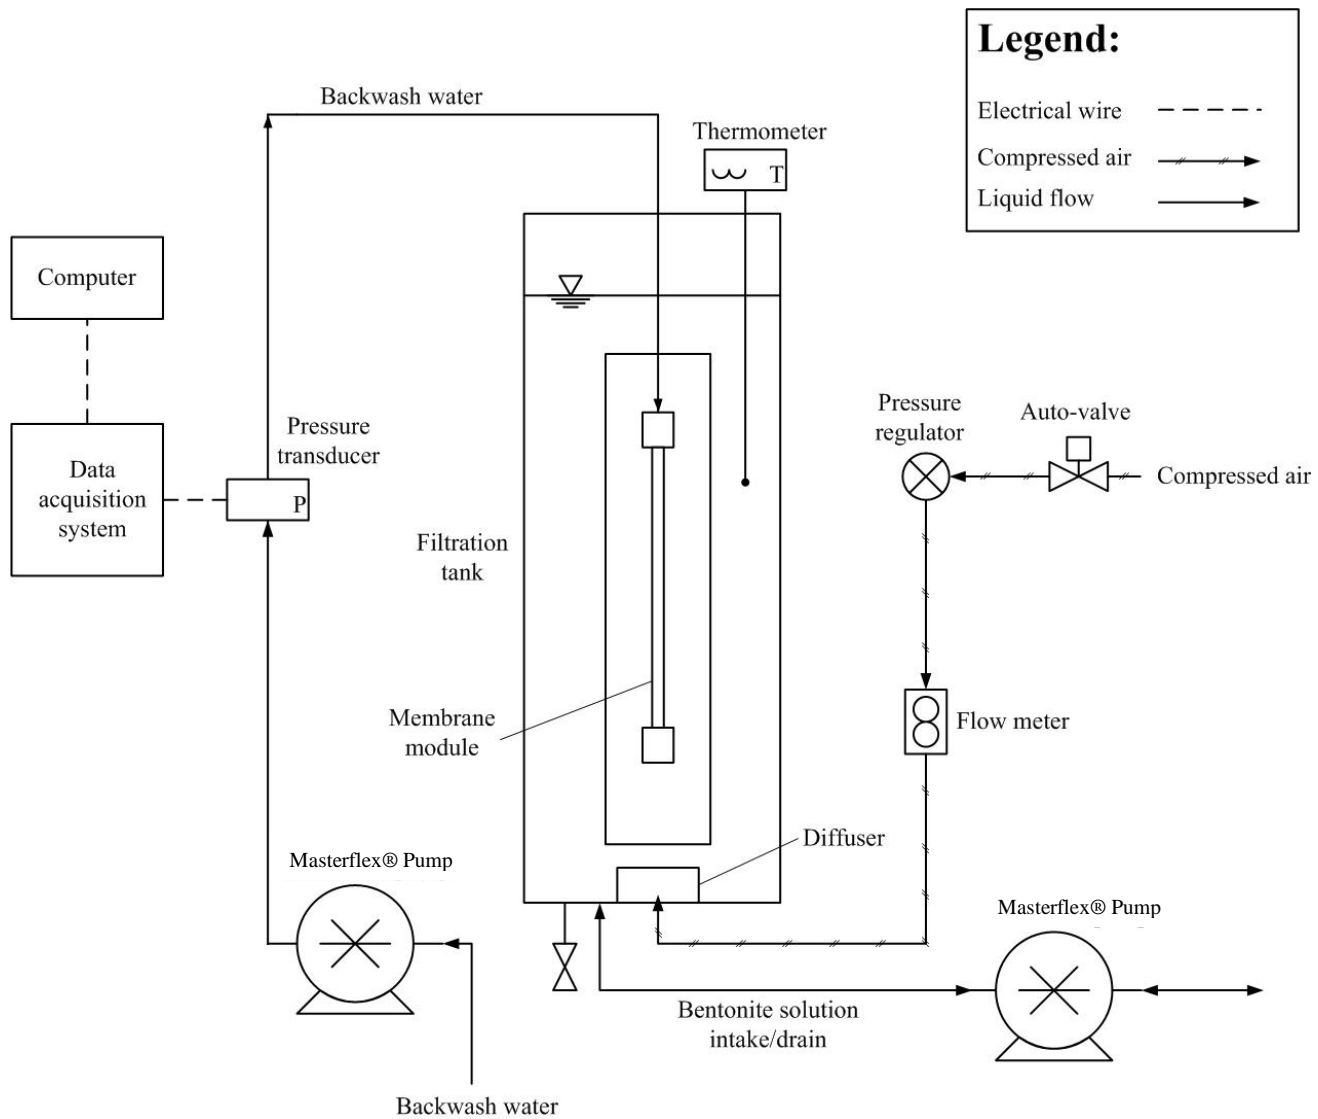 Legend:
Electrical wire
Compressed air
Liquid flow
Backwash water
Thermometer
T
Computer
Pressure
transducer
P
Data
acquisition
system
Filtration
tank
Pressure
regulator
Auto-valve
Compressed air
Flow meter
Membrane
module
Diffuser
Masterflex® Pump
Masterflex® Pump
Bentonite solution
intake/drain
Backwash water